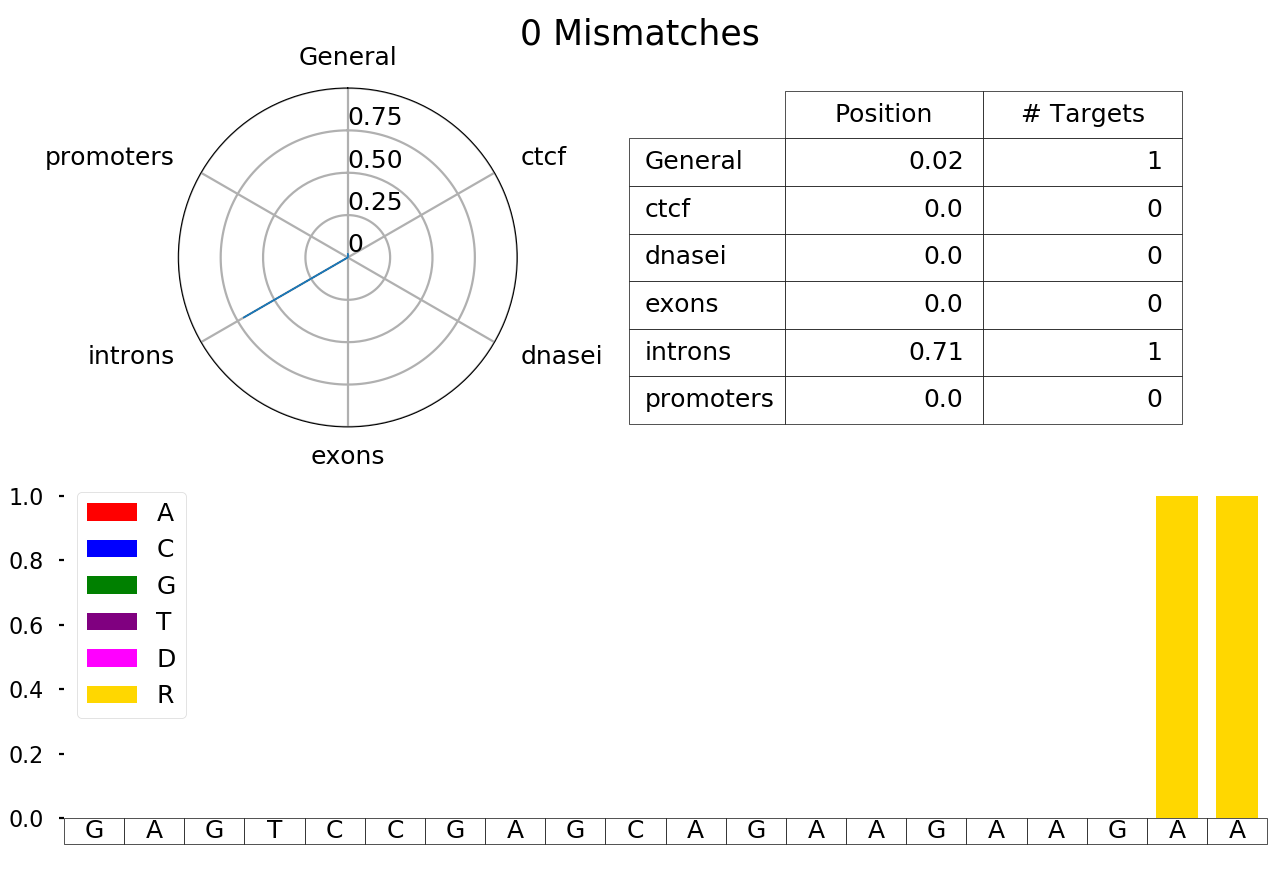 0 Mismatches
General
promoters
ctcf
0.75
0.50
0.25
0
introns
dnasei
exons
Position # Targets
General 0.02 1
ctcf 0.0 0
dnasei 0.0 0
exons 0.0 0
introns 0.71 1
promoters 0.0 0
1.0
0.8
0.6
0.4
0.2
0.0
A
C
G
T
D
R
G A G T C C G A G C A G A A G A A G A A